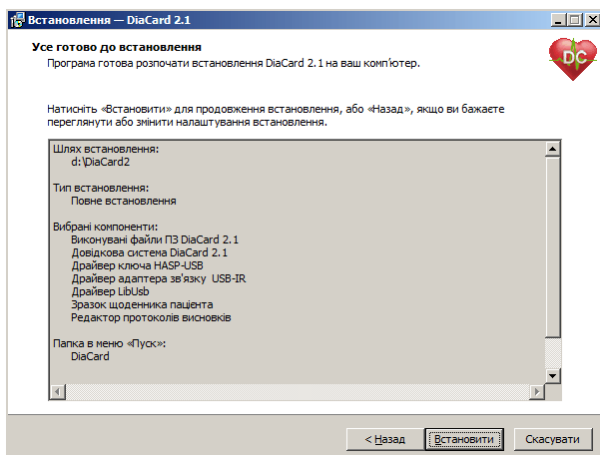 Встановлення — DiaCard 2.1
Усе готово до встановлення
Програма готова розпочати встановлення DiaCard 2.1 на ваш комп'ютер.
DC
Натисніть «Встановити» для продовження встановлення, або «Назад», якщо ви бажаєте
переглянути або змінити налаштування встановлення.
Шлях встановлення:
d:\DiaCard2
Тип встановлення:
Повне встановлення
Вибрані компоненти:
Виконувані файли ПЗ DiaCard 2.1
Довідкова система DiaCard 2.1
Драйвер ключа HASP-USB
Драйвер адаптера зв'язку USB-IR
Драйвер LibUsb
Зразок щоденника пацієнта
Редактор протоколів висновків
Папка в меню «Пуск»:
DiaCard
< Назад
Встановити
Скасувати